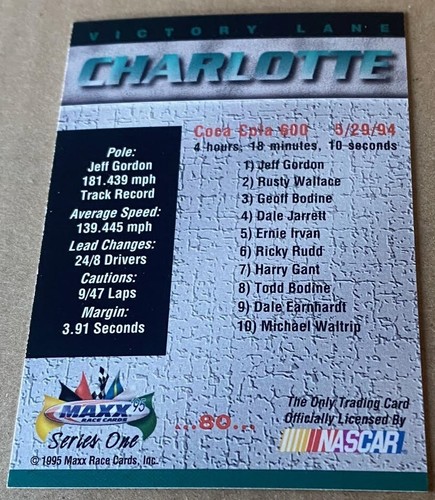 VICTORY LANE
CHARLOTTE
Coca Cola 600 5/29/94
4 hours, 18 minutes, 10 seconds
Pole:
Jeff Gordon
181.439 mph
Track Record
Average Speed:
139.445 mph
Lead Changes:
24/8 Drivers
Cautions:
9/47 Laps
Margin:
3.91 Seconds
1) Jeff Gordon
2) Rusty Wallace
3) Geoff Bodine
4) Dale Jarrett
5) Ernie Irvan
6) Ricky Rudd
7) Harry Gant
8) Todd Bodine
9) Dale Earnhardt
10) Michael Waltrip
MAXX '95
RACE CARDS
Series One
© 1995 Maxx Race Cards, Inc.
...80...
The Only Trading Card
Officially Licensed By
NASCAR